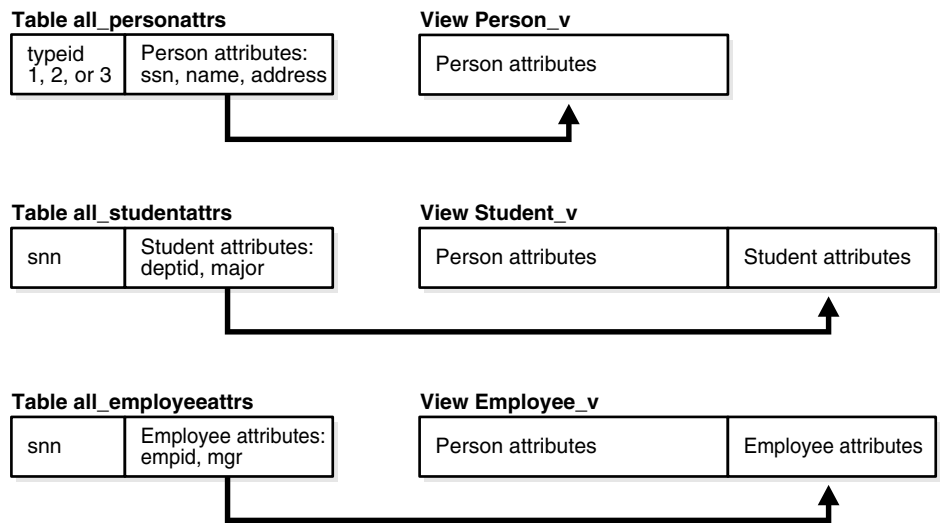 Table all_personattrs
View Person_v
typeid
1, 2, or 3
Person attributes:
ssn, name, address
Person attributes
Table all_studentattrs
View Student_v
snn
Student attributes:
deptid, major
Person attributes
Student attributes
Table all_employeeattrs
View Employee_v
snn
Employee attributes:
empid, mgr
Person attributes
Employee attributes